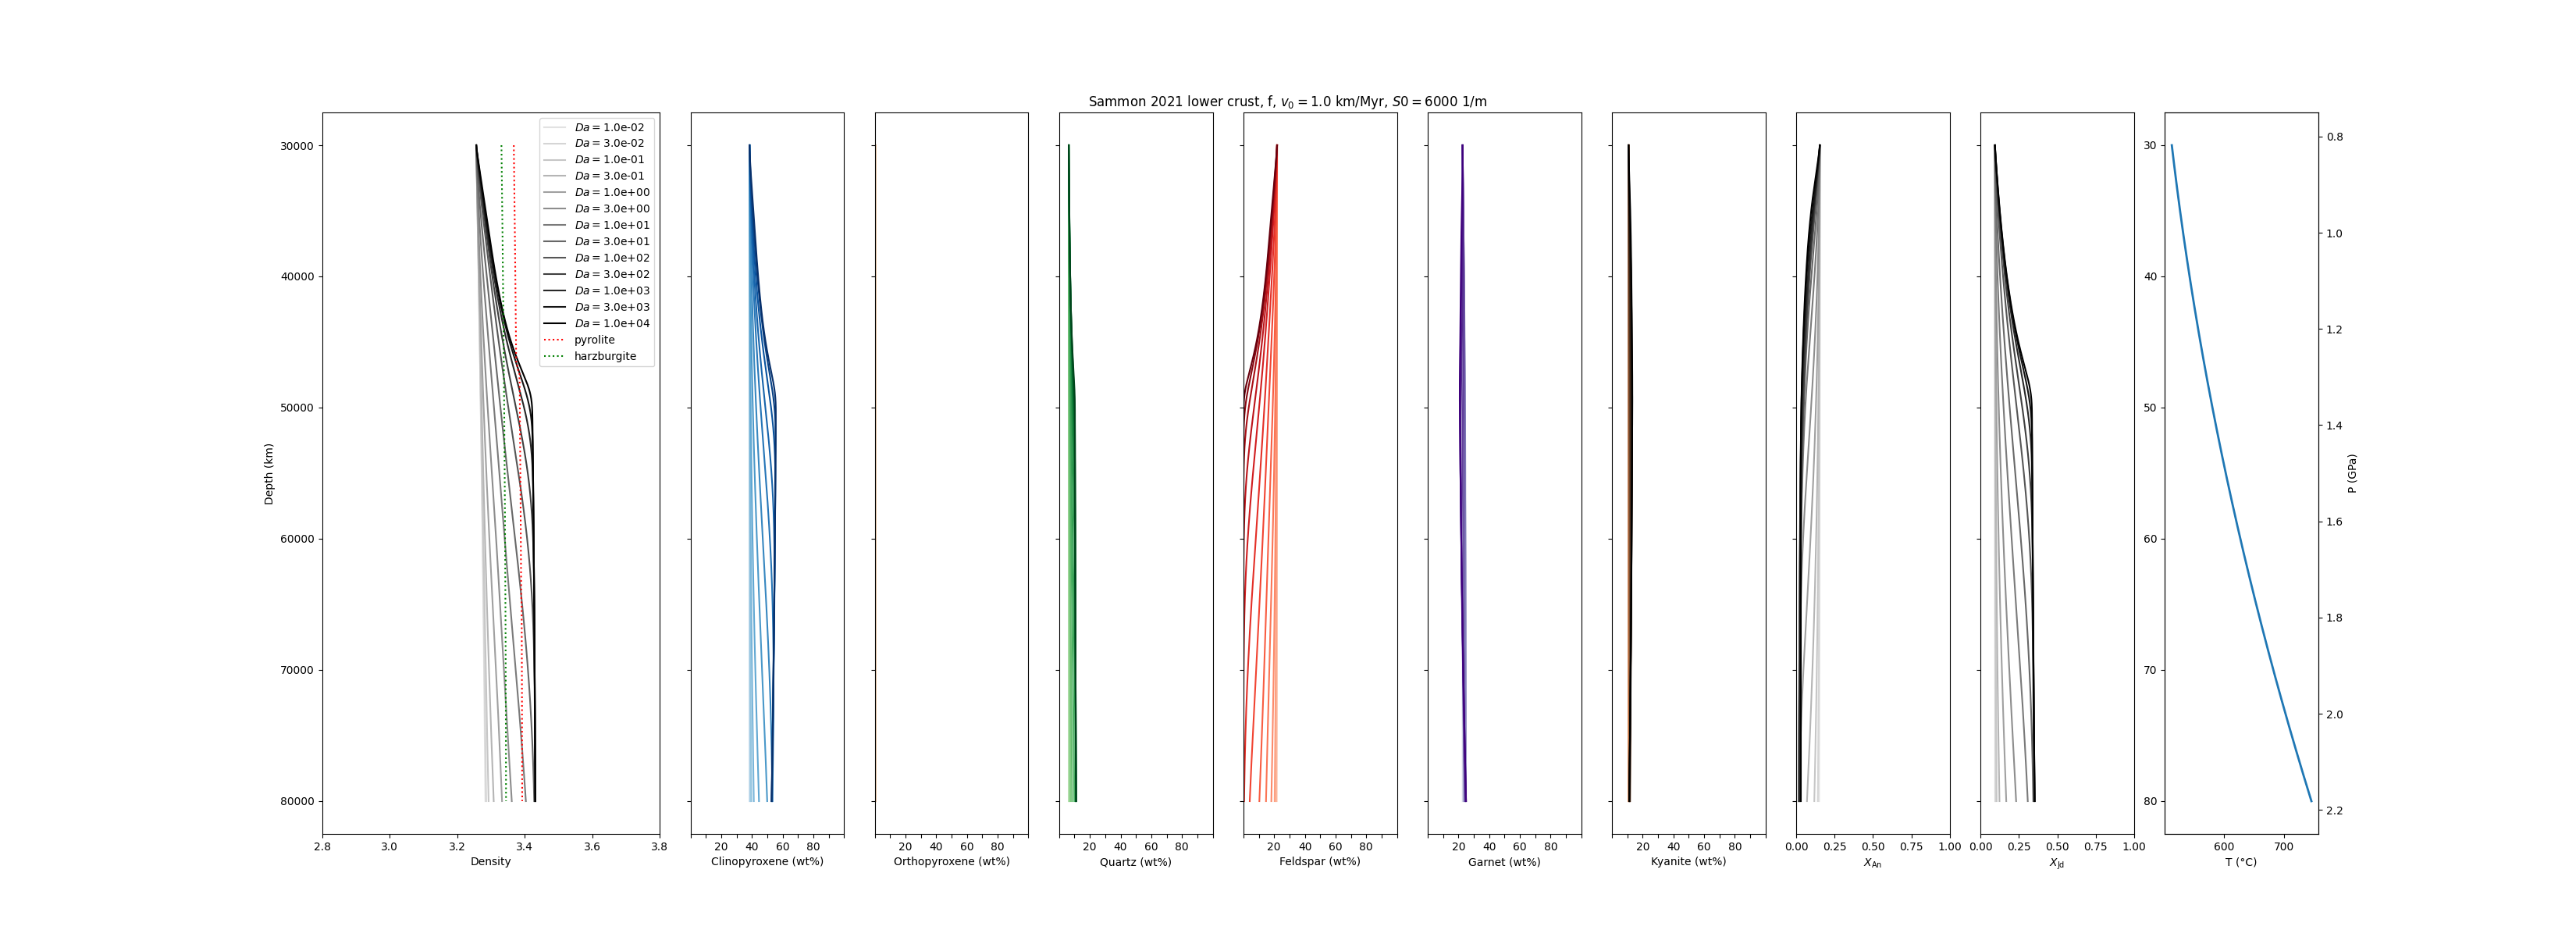 Sammon 2021 lower crust, f, v₀ = 1.0 km/Myr, S0 = 6000 1/m
Da = 1.0e-02
Da = 3.0e-02
Da = 1.0e-01
Da = 3.0e-01
Da = 1.0e+00
Da = 3.0e+00
Da = 1.0e+01
Da = 3.0e+01
Da = 1.0e+02
Da = 3.0e+02
Da = 1.0e+03
Da = 3.0e+03
Da = 1.0e+04
pyrolite
harzburgite
30000
40000
50000
60000
70000
80000
Depth (km)
2.8 3.0 3.2 3.4 3.6 3.8
Density
20 40 60 80
Clinopyroxene (wt%)
20 40 60 80
Orthopyroxene (wt%)
20 40 60 80
Quartz (wt%)
20 40 60 80
Feldspar (wt%)
20 40 60 80
Garnet (wt%)
20 40 60 80
Kyanite (wt%)
0.00 0.25 0.50 0.75 1.00
X_An
0.00 0.25 0.50 0.75 1.00
X_Jd
30
40
50
60
70
80
600 700
T (°C)
0.8
1.0
1.2
1.4
1.6
1.8
2.0
2.2
P (GPa)